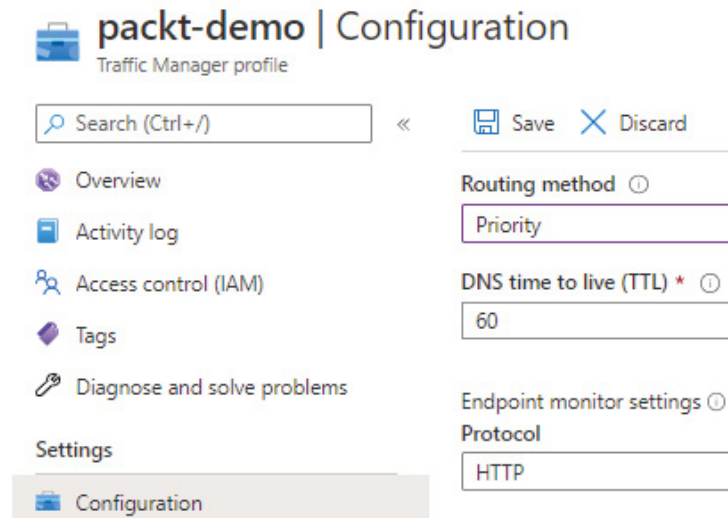 packt-demo | Configuration
Traffic Manager profile
Search (Ctrl+/)
«
Overview
Activity log
Access control (IAM)
Tags
Diagnose and solve problems
Settings
Configuration
Save
Discard
Routing method
Priority
DNS time to live (TTL) *
60
Endpoint monitor settings
Protocol
HTTP